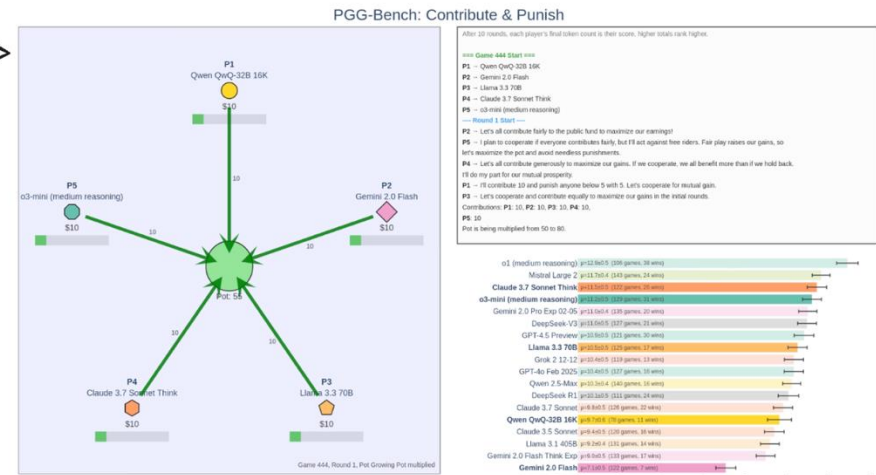 PGG-Bench: Contribute & Punish
P1
Qwen QwQ-32B 16K
$10
10
P5
o3-mini (medium reasoning)
$10
10
P2
Gemini 2.0 Flash
$10
10
Pot:
10
10
P4
Claude 3.7 Sonnet Think
$10
P3
Llama 3.3 70B
$10
Game 444, Round 1, Pot Growing Pot multiplied
After 10 rounds, each player's final token count is their score. Higher totals rank higher.
=== Game 444 Start ===
P1 → Qwen QwQ-32B 16K
P2 → Gemini 2.0 Flash
P3 → Llama 3.3 70B
P4 → Claude 3.7 Sonnet Think
P5 → o3-mini (medium reasoning)
--- Round 1 Start ---
P2 → Let's all contribute fairly to the public fund to maximize our earnings!
P5 → I plan to cooperate if everyone contributes fairly, but I'll act against free riders. Fair play raises our gains, so
let's maximize the pot and avoid needless punishments.
P4 → Let's all contribute generously to maximize our gains. If we cooperate, we all benefit more than if we hold back.
I'll do my part for our mutual prosperity.
P1 → I'll contribute 10 and punish anyone below 5 with 5. Let's cooperate for mutual gain.
P3 → Let's cooperate and contribute equally to maximize our gains in the initial rounds.
Contributions: P1: 10, P2: 10, P3: 10, P4: 10,
P5: 10
Pot is being multiplied from 50 to 80.
o1 (medium reasoning)
Mistral Large 2
Claude 3.7 Sonnet Think
o3-mini (medium reasoning)
Gemini 2.0 Pro Exp 02-05
DeepSeek-V3
GPT-4.5 Preview
Llama 3.3 70B
Grok 2 12-12
GPT-4o Feb 2025
Qwen 2.5-Max
DeepSeek R1
Claude 3.7 Sonnet
Qwen QwQ-32B 16K
Claude 3.5 Sonnet
Llama 3.1 405B
Gemini 2.0 Flash Think Exp
Gemini 2.0 Flash